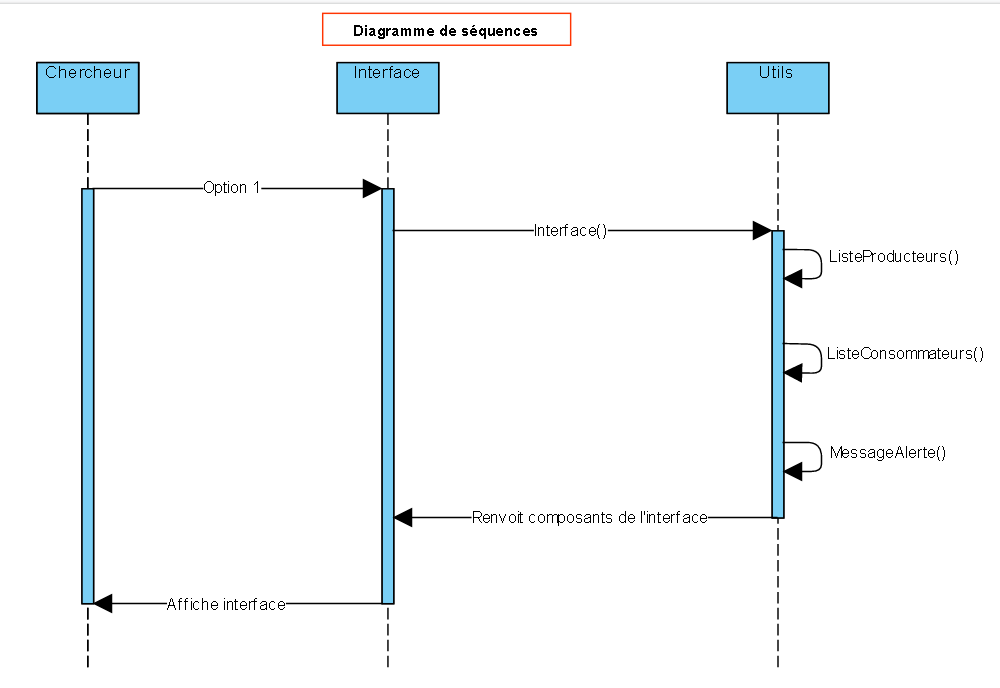 Diagramme de séquences
Chercheur
Interface
Utils
Option 1
Interface()
ListeProducteurs()
ListeConsommateurs()
MessageAlerte()
Renvoit composants de l'interface
Affiche interface